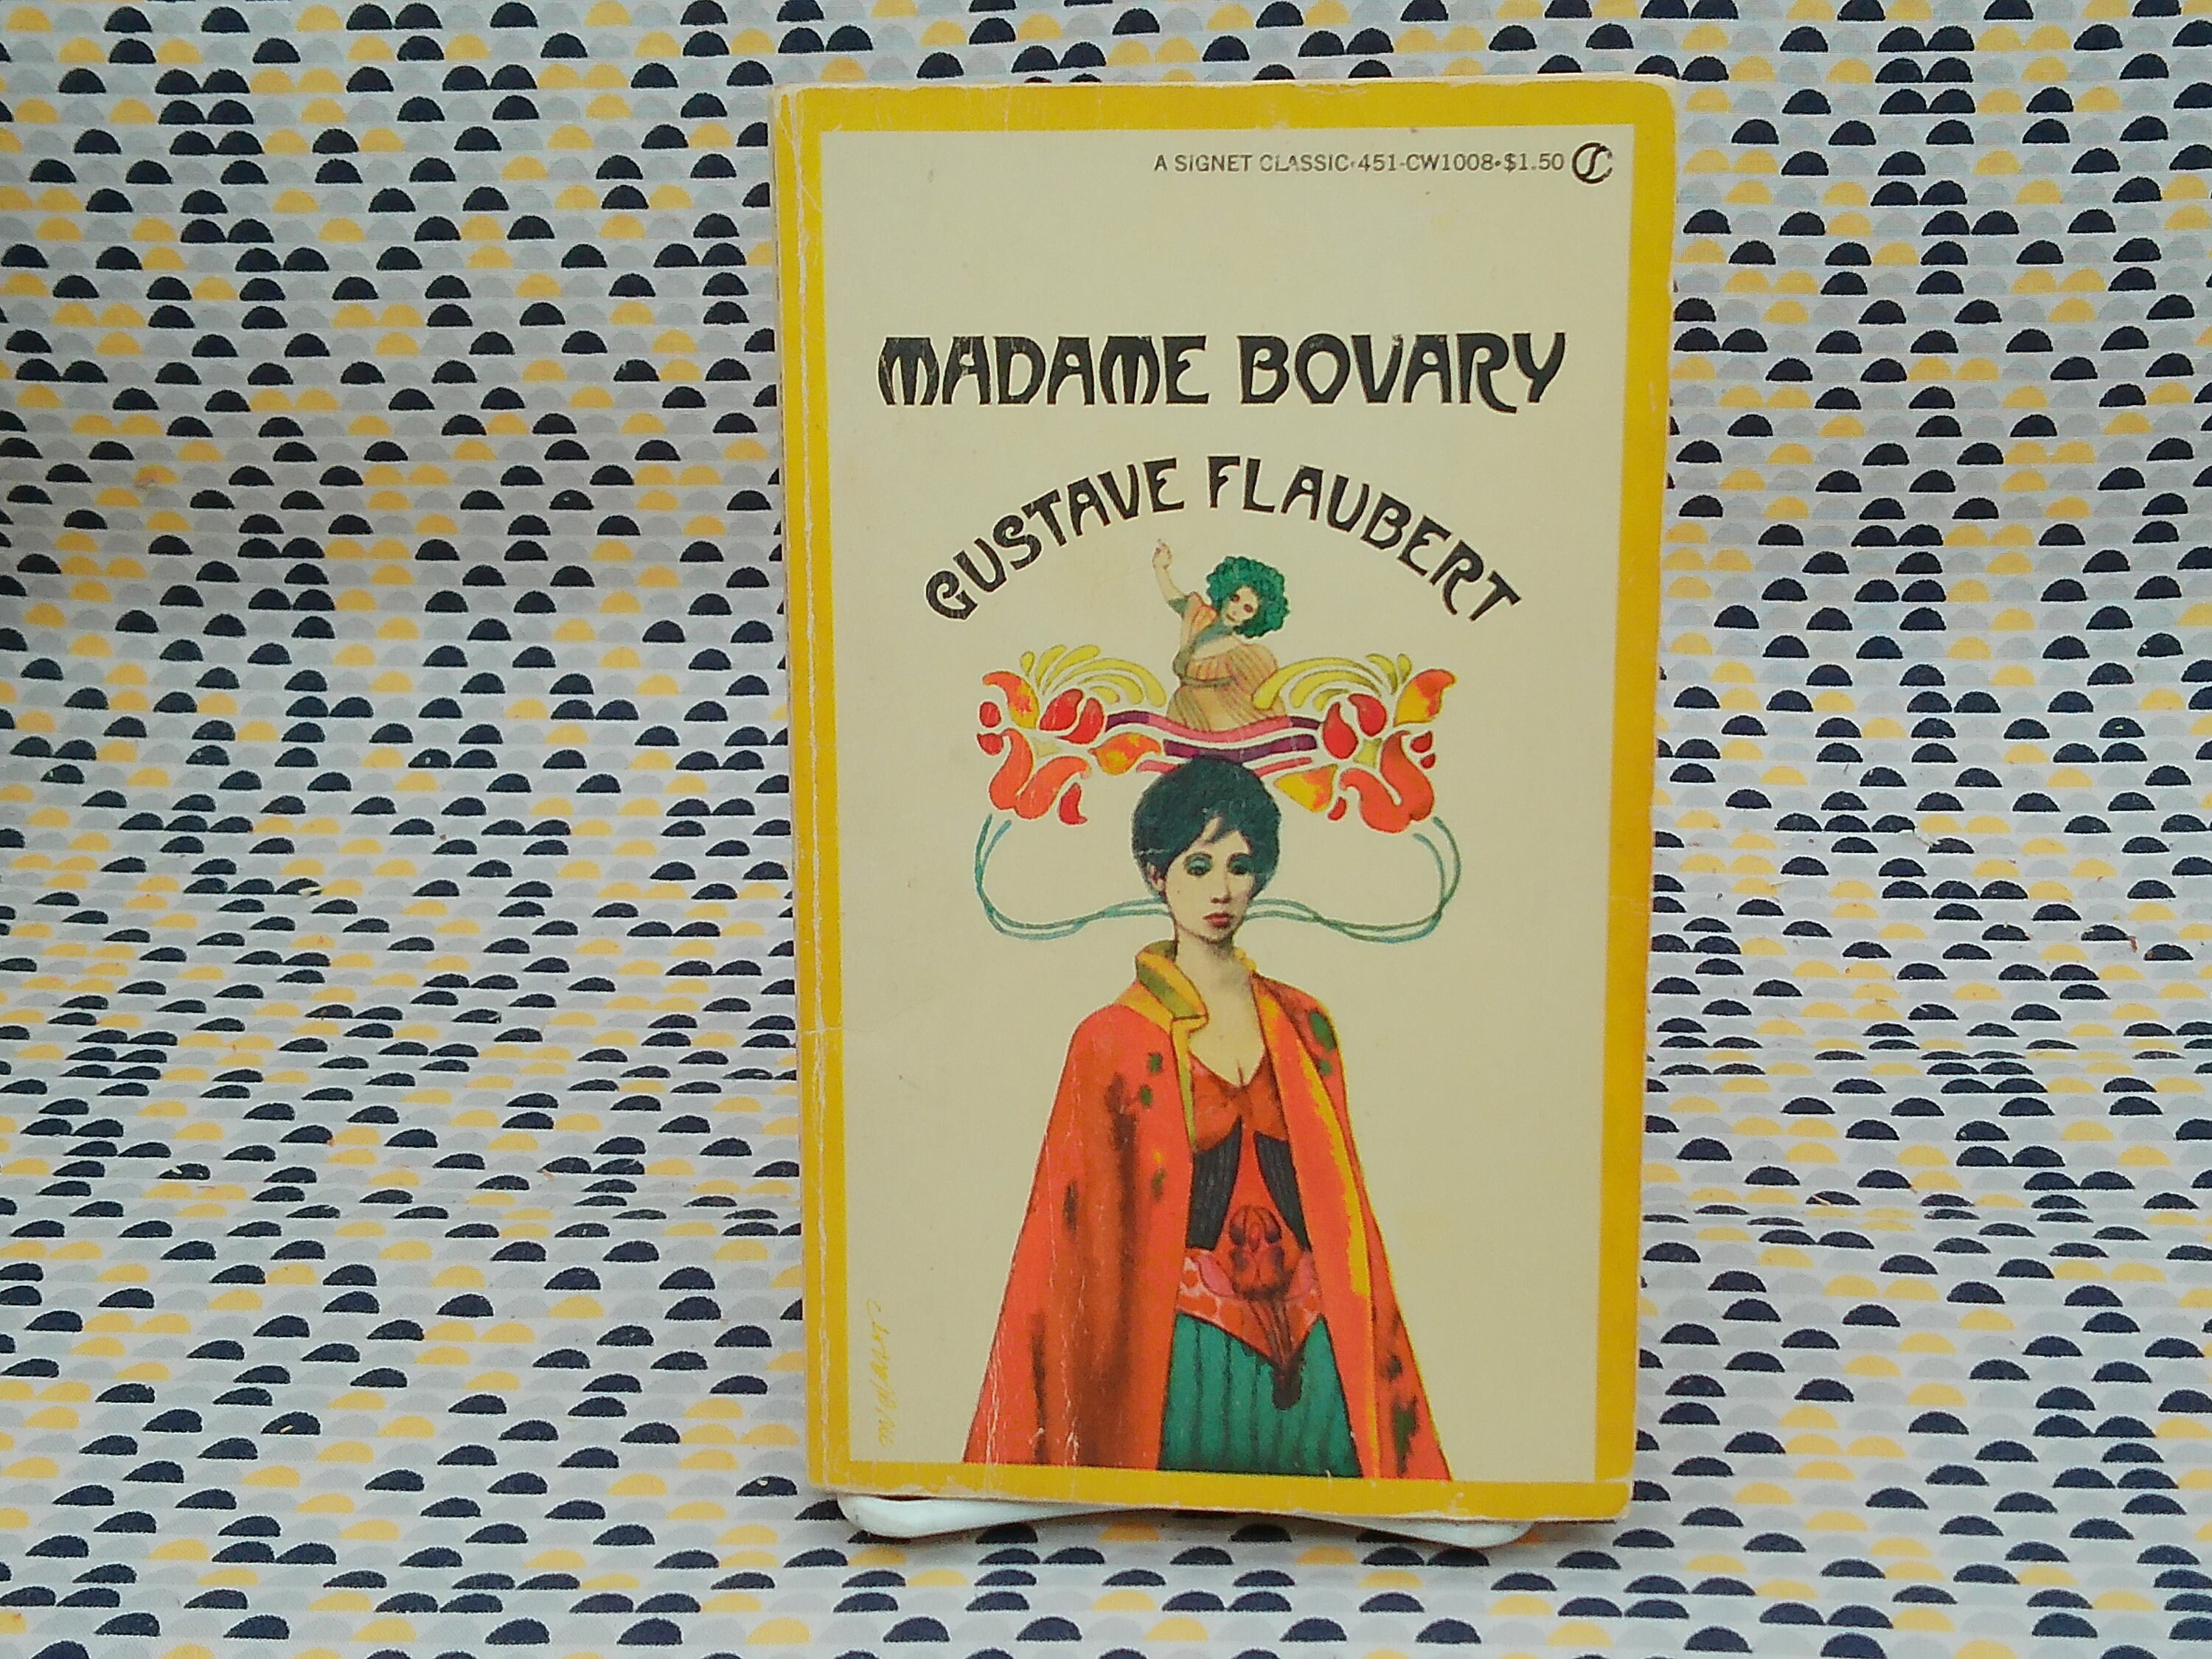 A SIGNET CLASSIC•451-CW1008•$1.50
MADAME BOVARY
GUSTAVE FLAUBERT